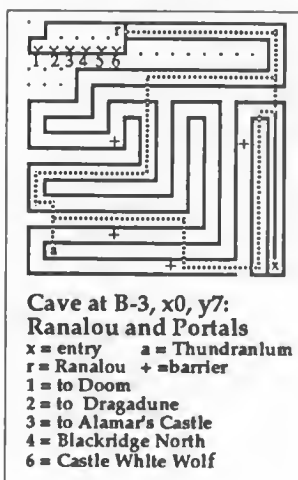 r
1 2 3 4 5 6
+
+
+
a
+
x
Cave at B-3, x0, y7:
Ranalou and Portals
x = entry a = Thundranium
r = Ranalou + =barrier
1 = to Doom
2 = to Dragadune
3 = to Alamar's Castle
4 = Blackridge North
6 = Castle White Wolf